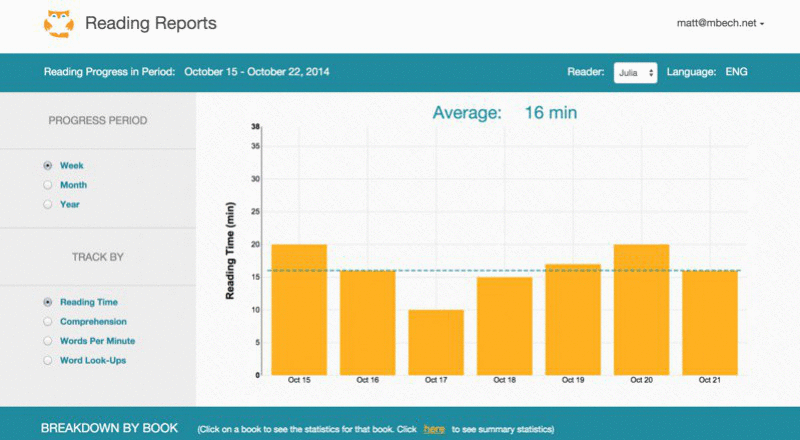 Reading Reports
matt@mbech.net
Reading Progress in Period: October 15 - October 22, 2014
Reader: Julia Language: ENG
PROGRESS PERIOD
Week
Month
Year
TRACK BY
Reading Time
Comprehension
Words Per Minute
Word Look-Ups
Average: 16 min
Reading Time (min)
38
35
30
25
20
15
10
5
0
Oct 15 Oct 16 Oct 17 Oct 18 Oct 19 Oct 20 Oct 21
BREAKDOWN BY BOOK (Click on a book to see the statistics for that book. Click here to see summary statistics)